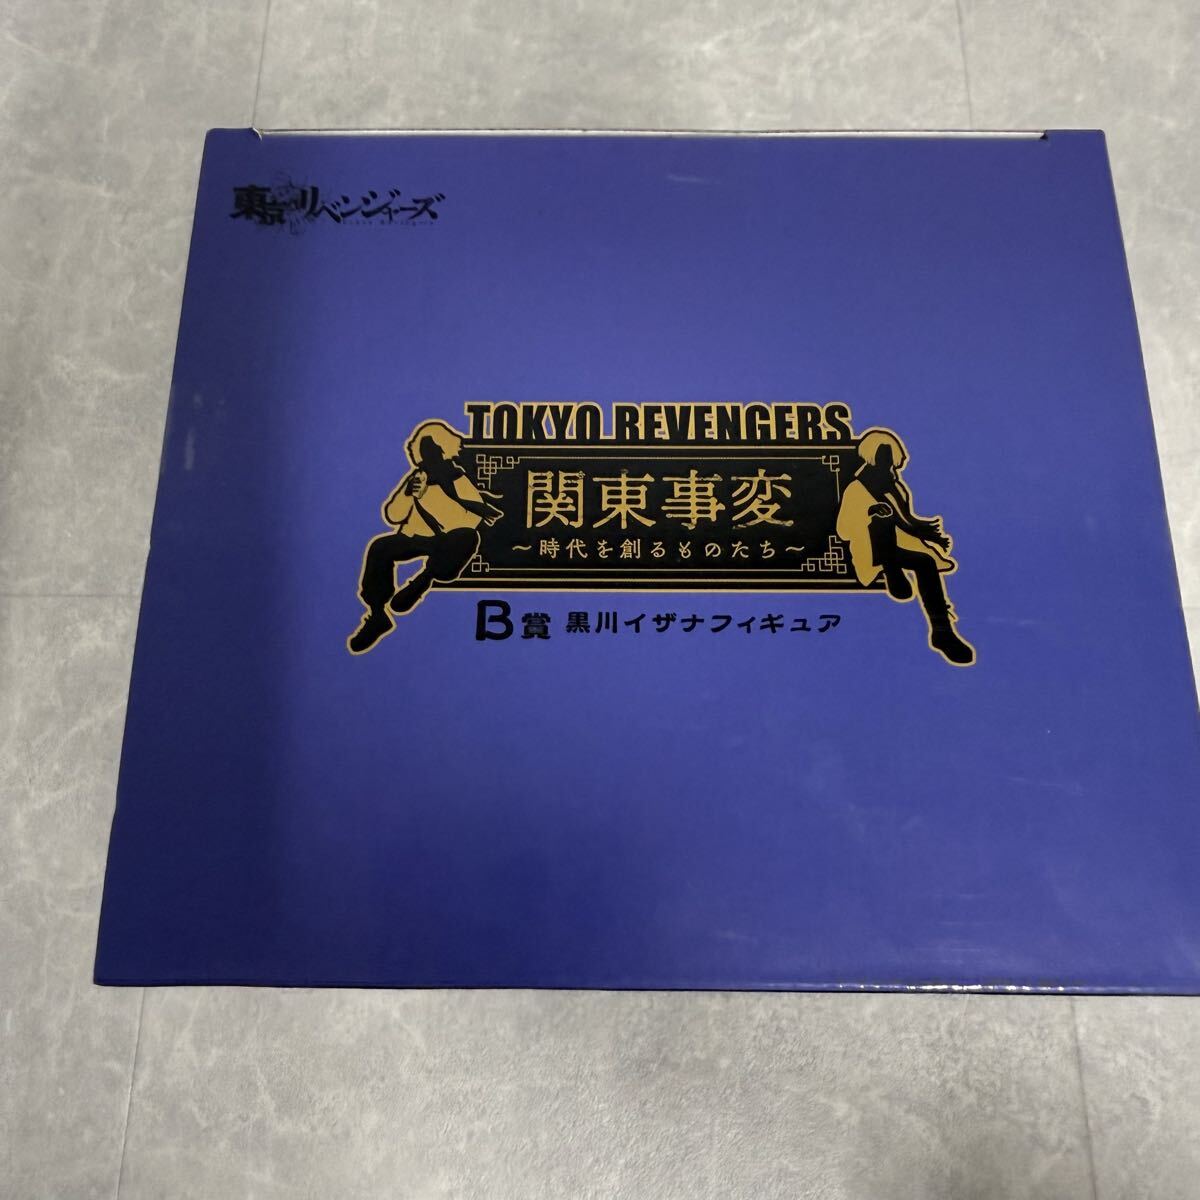 東京リベンジャーズ
TOKYO REVENGERS
関東事変
～時代を創るものたち～
B賞 黒川イザナフィギュア